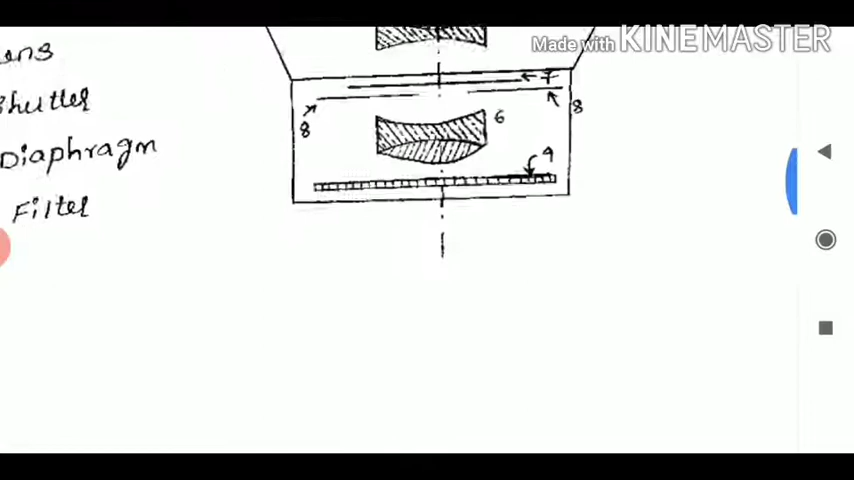 Made with KINEMASTER
ens
Shutter
Diaphragm
Filter
7
8
8
6
9